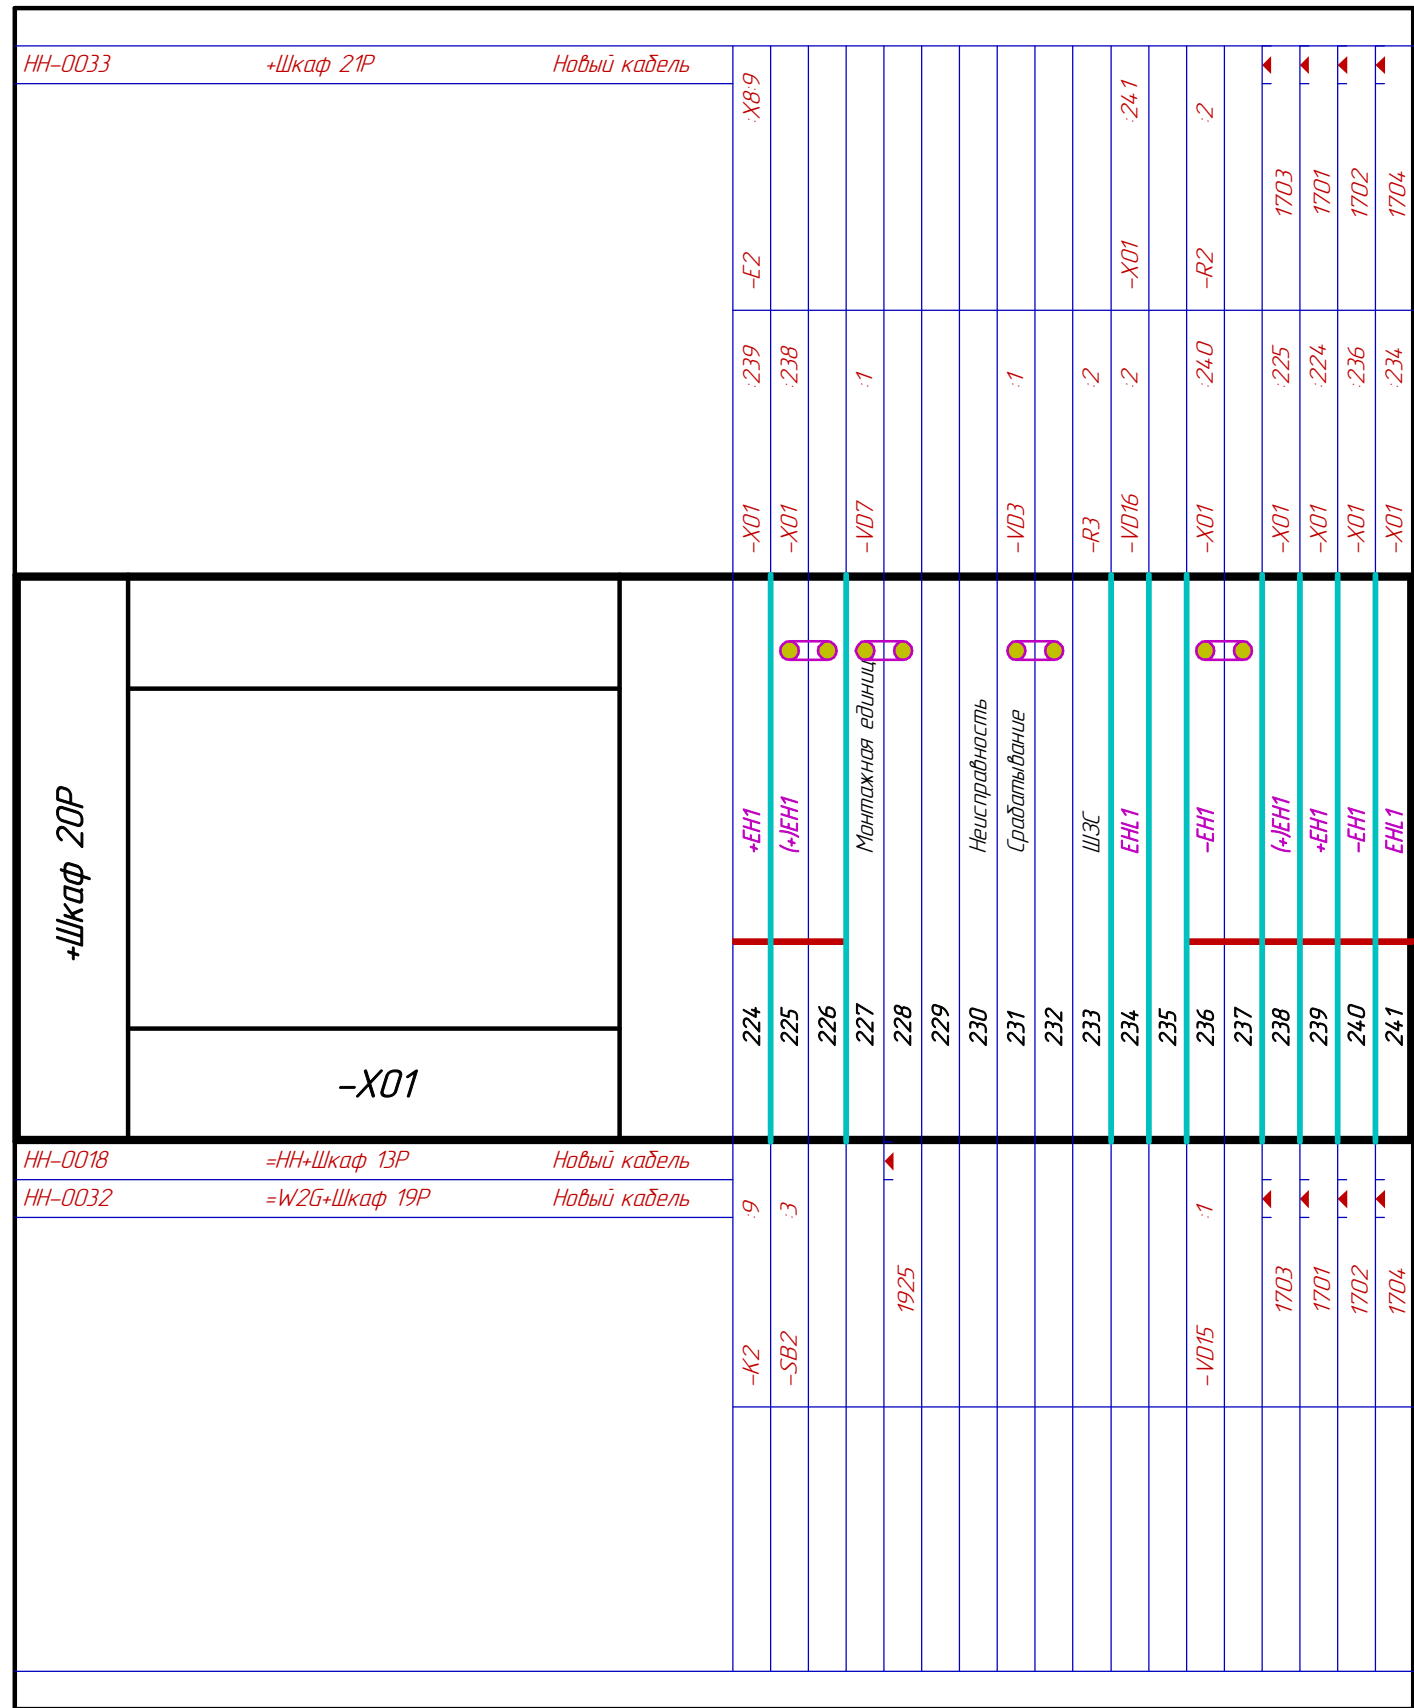 НН-0033 +Шкаф 21Р Новый кабель
:X8:9 :241 :2
1703 1701 1702 1704
-E2 -X01 -R2
:239 :238 :1 :1 :2 :2 :240 :225 :224 :236 :234
-X01 -X01 -VD7 -VD3 -R3 -VD16 -X01 -X01 -X01 -X01 -X01
+Шкаф 20Р
-X01
+EH1 (+)EH1 Монтажная единиц Неисправность Срабатывание ШЗС EHL1 -EH1 (+)EH1 +EH1 -EH1 EHL1
224 225 226 227 228 229 230 231 232 233 234 235 236 237 238 239 240 241
НН-0018 =НН+Шкаф 13Р Новый кабель
НН-0032 =W2G+Шкаф 19Р Новый кабель
:9 :3 :1
1925 1703 1701 1702 1704
-K2 -SB2 -VD15